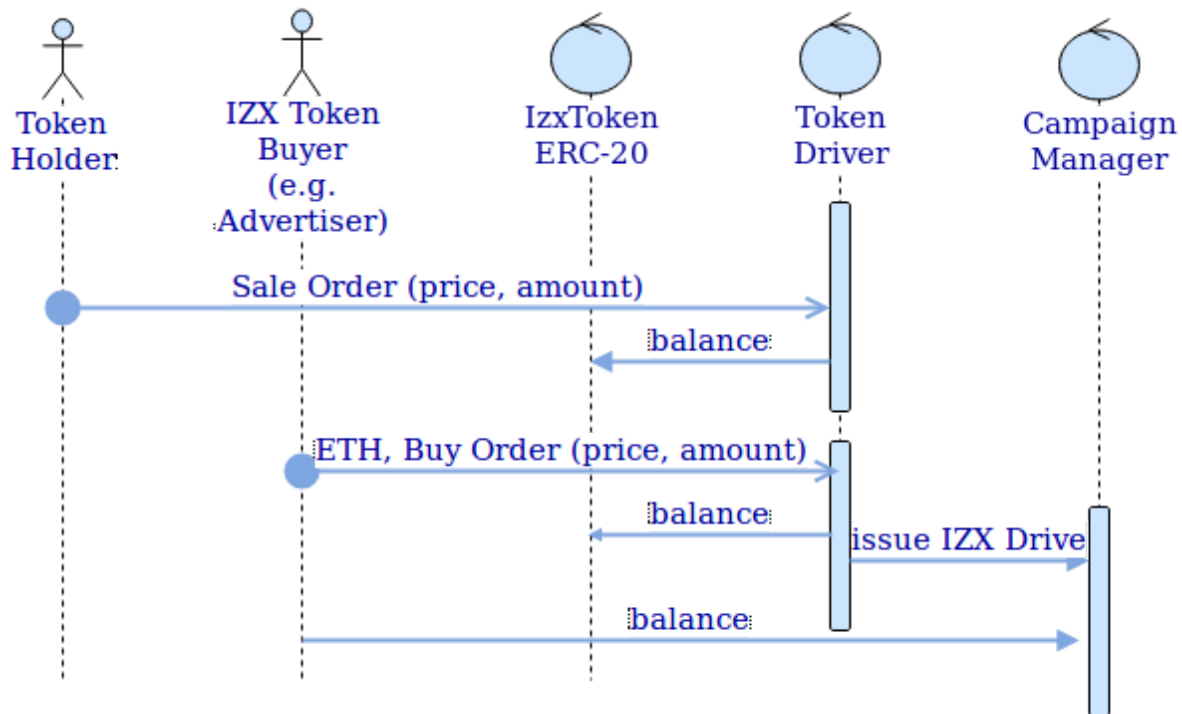 Token
Holder
IZX Token
Buyer
(e.g.
Advertiser)
IzxToken
ERC-20
Token
Driver
Campaign
Manager
Sale Order (price, amount)
balance
ETH, Buy Order (price, amount)
balance
issue IZX Drive
balance